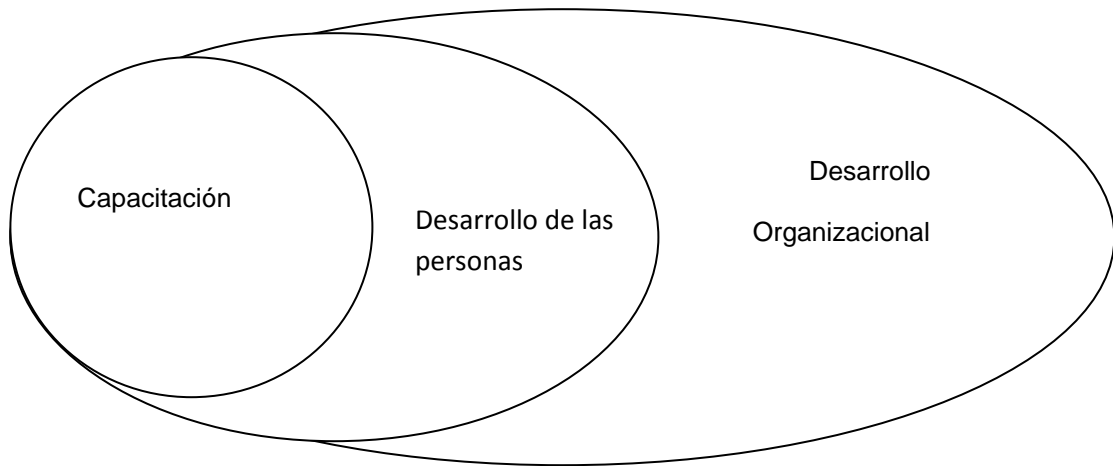 Capacitación
Desarrollo de las
personas
Desarrollo
Organizacional